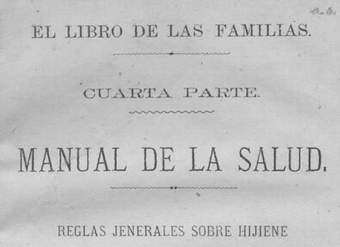 EL LIBRO DE LAS FAMILIAS.
CUARTA PARTE.
MANUAL DE LA SALUD.
REGLAS JENERALES SOBRE HIJIENE